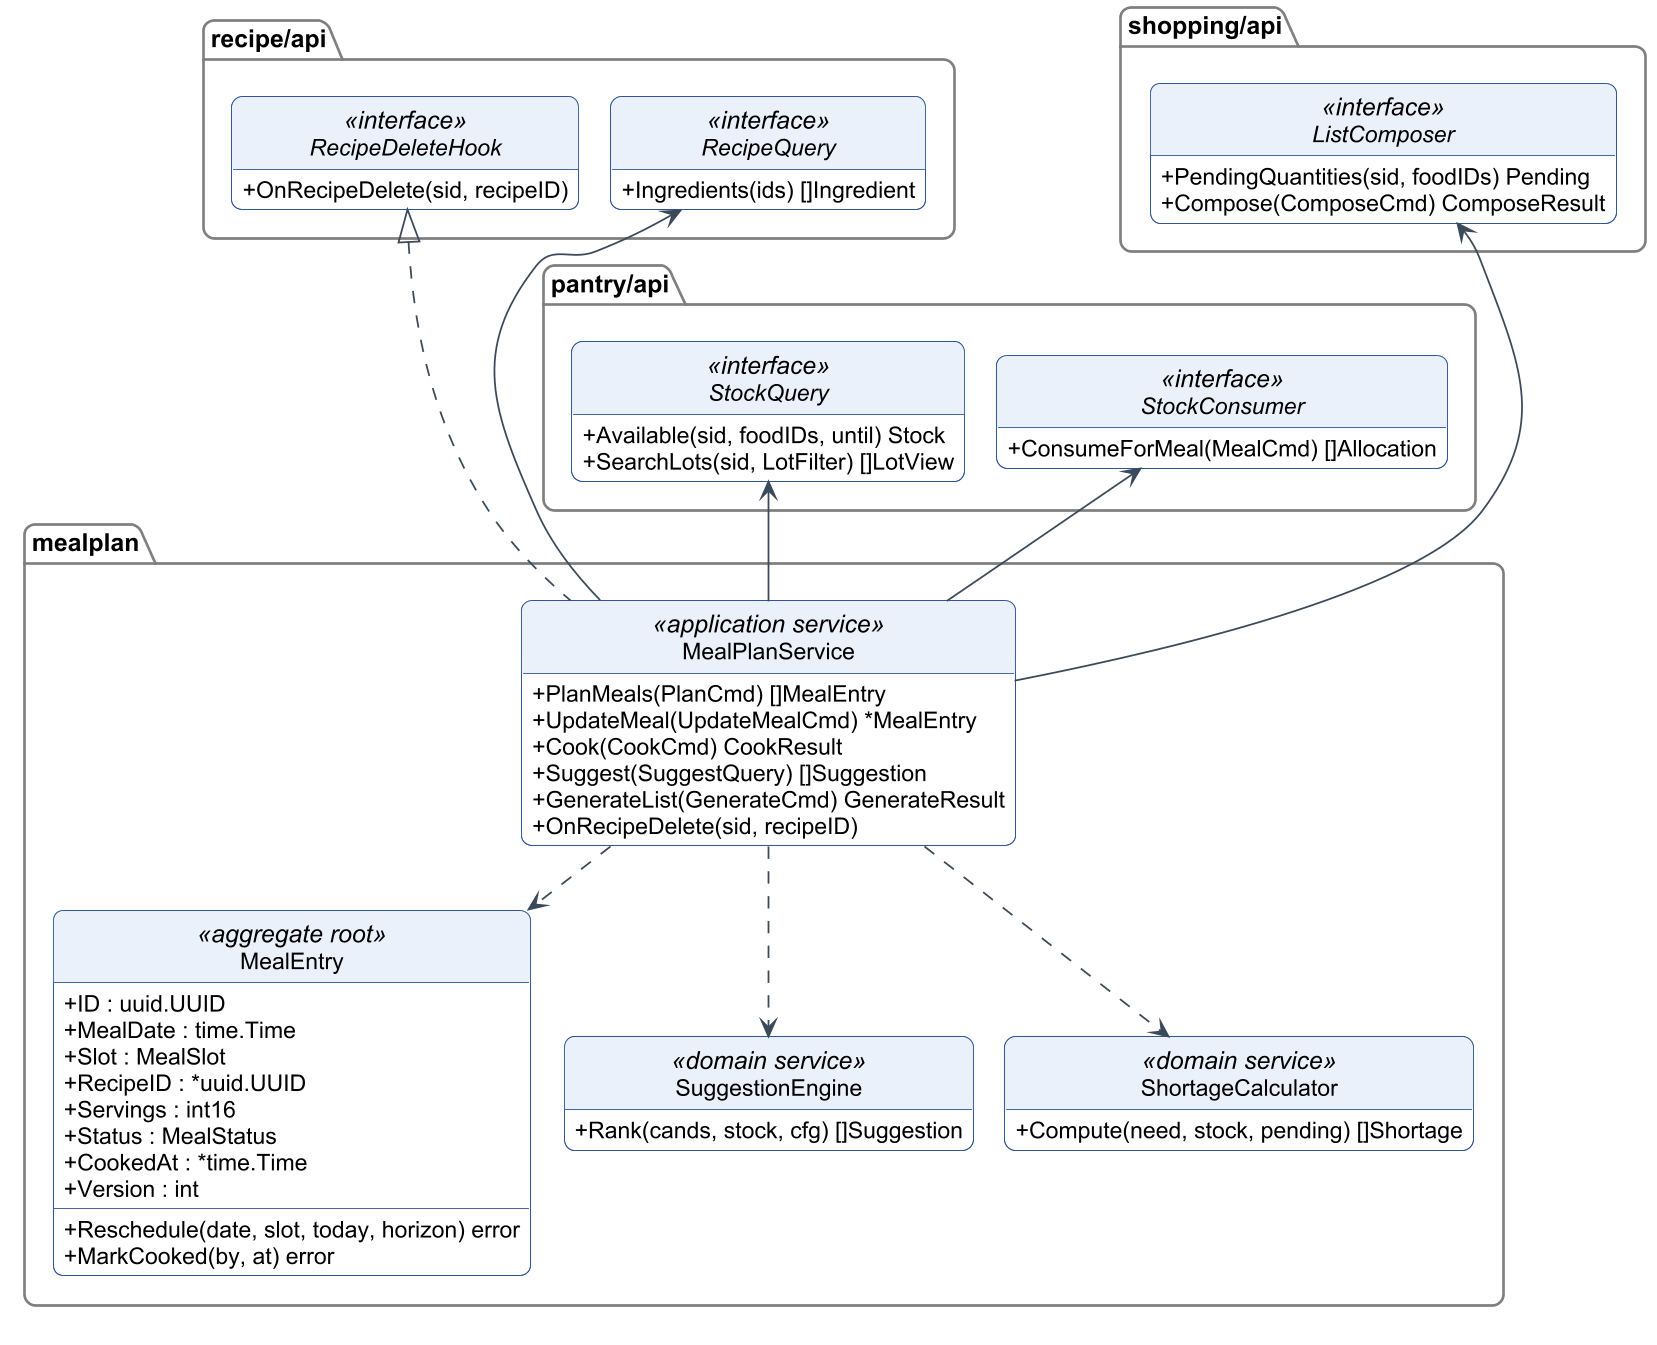 recipe/api
«interface»
RecipeDeleteHook
+OnRecipeDelete(sid, recipeID)
«interface»
RecipeQuery
+Ingredients(ids) []Ingredient
shopping/api
«interface»
ListComposer
+PendingQuantities(sid, foodIDs) Pending
+Compose(ComposeCmd) ComposeResult
pantry/api
«interface»
StockQuery
+Available(sid, foodIDs, until) Stock
+SearchLots(sid, LotFilter) []LotView
«interface»
StockConsumer
+ConsumeForMeal(MealCmd) []Allocation
mealplan
«application service»
MealPlanService
+PlanMeals(PlanCmd) []MealEntry
+UpdateMeal(UpdateMealCmd) *MealEntry
+Cook(CookCmd) CookResult
+Suggest(SuggestQuery) []Suggestion
+GenerateList(GenerateCmd) GenerateResult
+OnRecipeDelete(sid, recipeID)
«aggregate root»
MealEntry
+ID : uuid.UUID
+MealDate : time.Time
+Slot : MealSlot
+RecipeID : *uuid.UUID
+Servings : int16
+Status : MealStatus
+CookedAt : *time.Time
+Version : int
+Reschedule(date, slot, today, horizon) error
+MarkCooked(by, at) error
«domain service»
SuggestionEngine
+Rank(cands, stock, cfg) []Suggestion
«domain service»
ShortageCalculator
+Compute(need, stock, pending) []Shortage